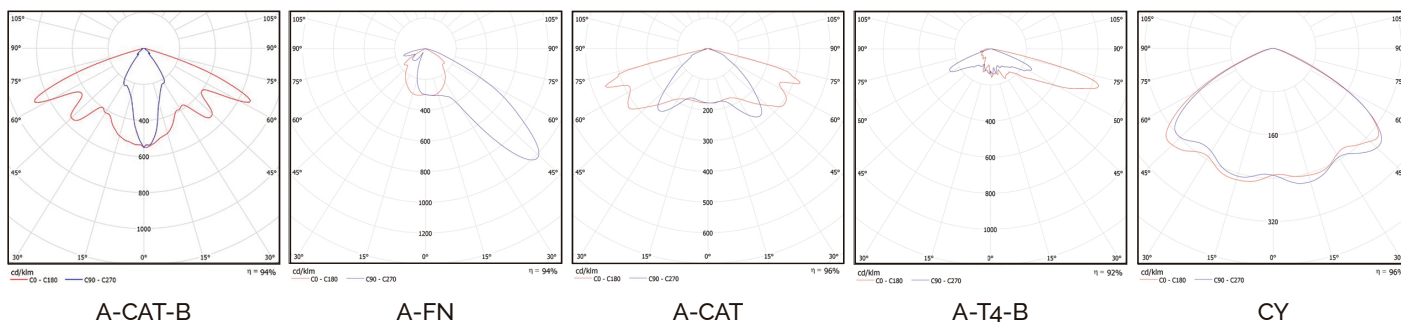 105° 105°
90° 90°
75° 75°
60° 60°
45° 45°
400
600
800
1000
30° 15° 0° 15° 30°
cd/klm η = 94%
C0 - C180 C90 - C270
A-CAT-B
105° 105°
90° 90°
75° 75°
60° 60°
45° 45°
400
600
800
1000
1200
30° 15° 0° 15° 30°
cd/klm η = 94%
C0 - C180 C90 - C270
A-FN
105° 105°
90° 90°
75° 75°
60° 60°
45° 45°
200
300
400
500
600
30° 15° 0° 15° 30°
cd/klm η = 96%
C0 - C180 C90 - C270
A-CAT
105° 105°
90° 90°
75° 75°
60° 60°
45° 45°
400
600
800
1000
30° 15° 0° 15° 30°
cd/klm η = 92%
C0 - C180 C90 - C270
A-T4-B
105° 105°
90° 90°
75° 75°
60° 60°
45° 45°
160
320
30° 15° 0° 15° 30°
cd/klm η = 96%
C0 - C180 C90 - C270
CY